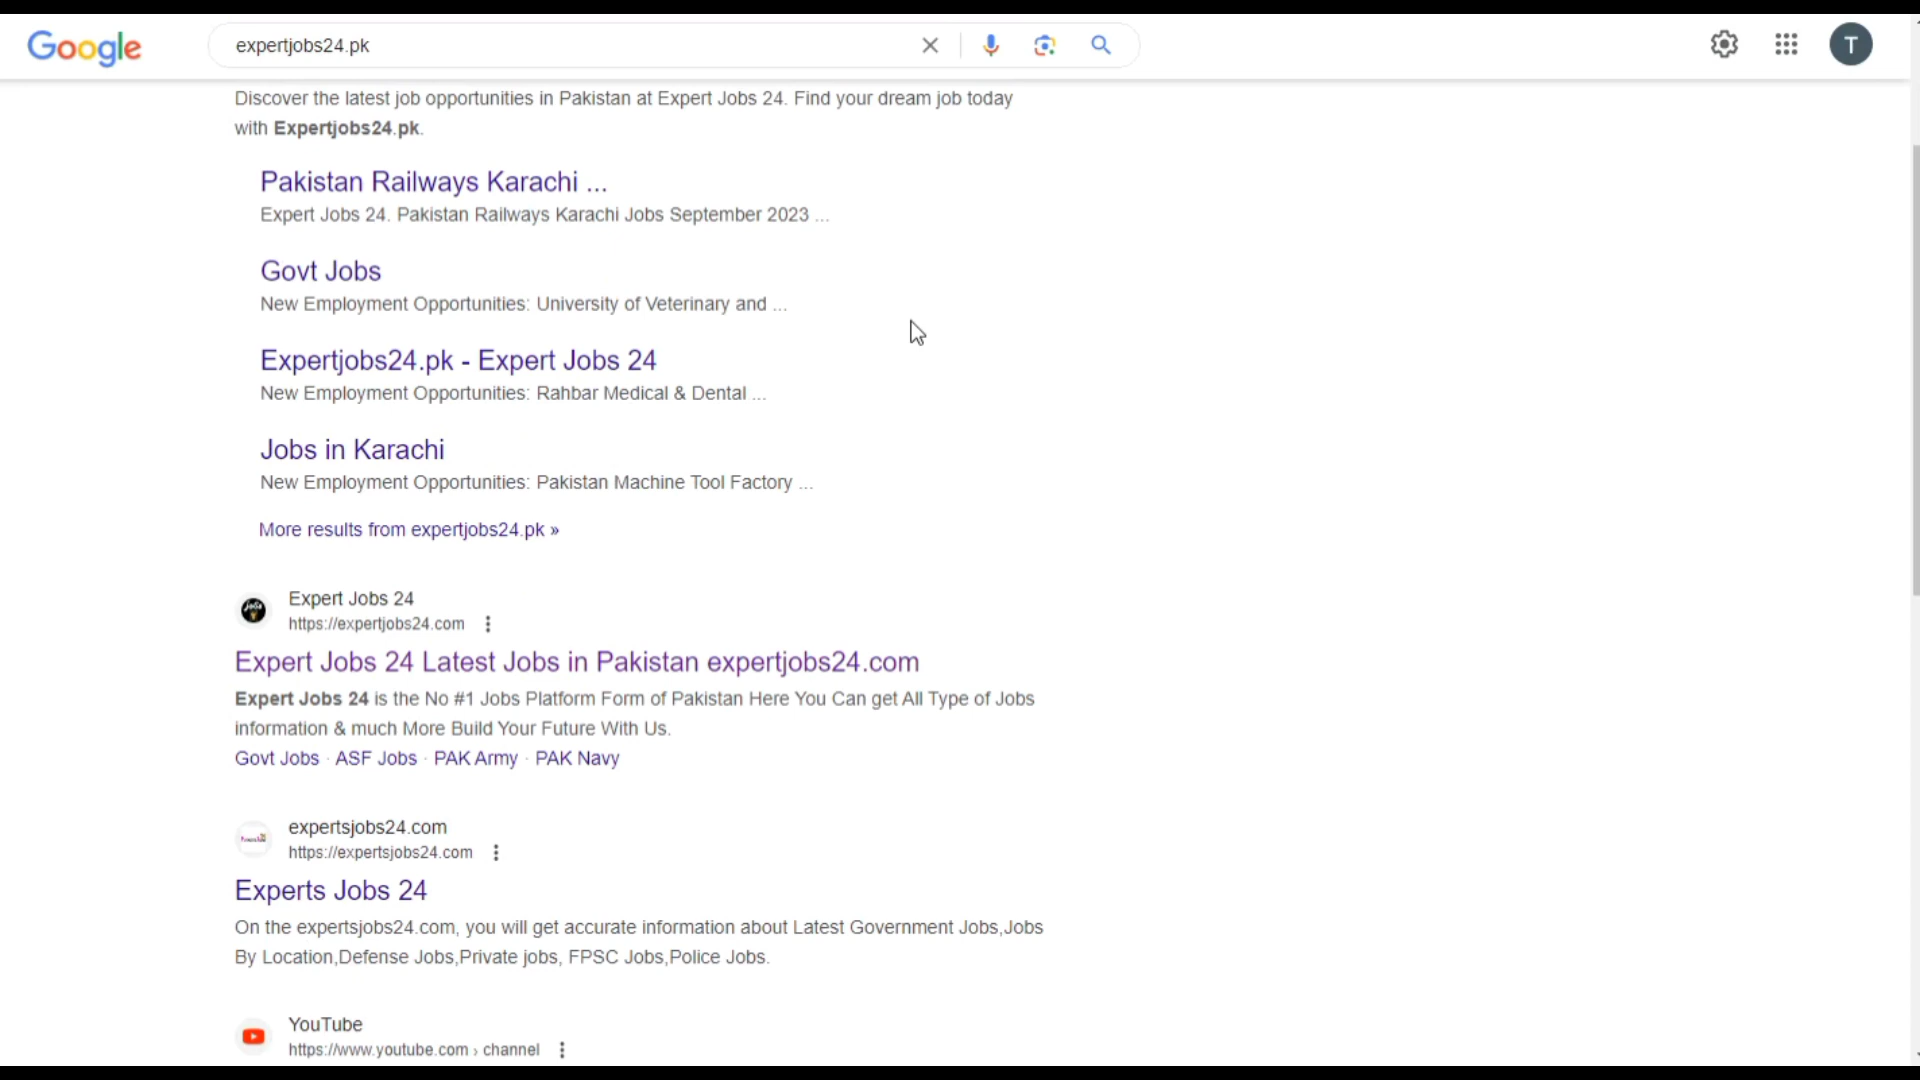 Google
expertjobs24.pk
T
Discover the latest job opportunities in Pakistan at Expert Jobs 24. Find your dream job today
with Expertjobs24.pk.
Pakistan Railways Karachi ...
Expert Jobs 24. Pakistan Railways Karachi Jobs September 2023 ...
Govt Jobs
New Employment Opportunities: University of Veterinary and ...
Expertjobs24.pk - Expert Jobs 24
New Employment Opportunities: Rahbar Medical & Dental ...
Jobs in Karachi
New Employment Opportunities: Pakistan Machine Tool Factory ...
More results from expertjobs24.pk »
Expert Jobs 24
https://expertjobs24.com
Expert Jobs 24 Latest Jobs in Pakistan expertjobs24.com
Expert Jobs 24 is the No #1 Jobs Platform Form of Pakistan Here You Can get All Type of Jobs
information & much More Build Your Future With Us.
Govt Jobs · ASF Jobs · PAK Army · PAK Navy
expertsjobs24.com
https://expertsjobs24.com
Experts Jobs 24
On the expertsjobs24.com, you will get accurate information about Latest Government Jobs,Jobs
By Location,Defense Jobs,Private jobs, FPSC Jobs,Police Jobs.
YouTube
https://www.youtube.com › channel